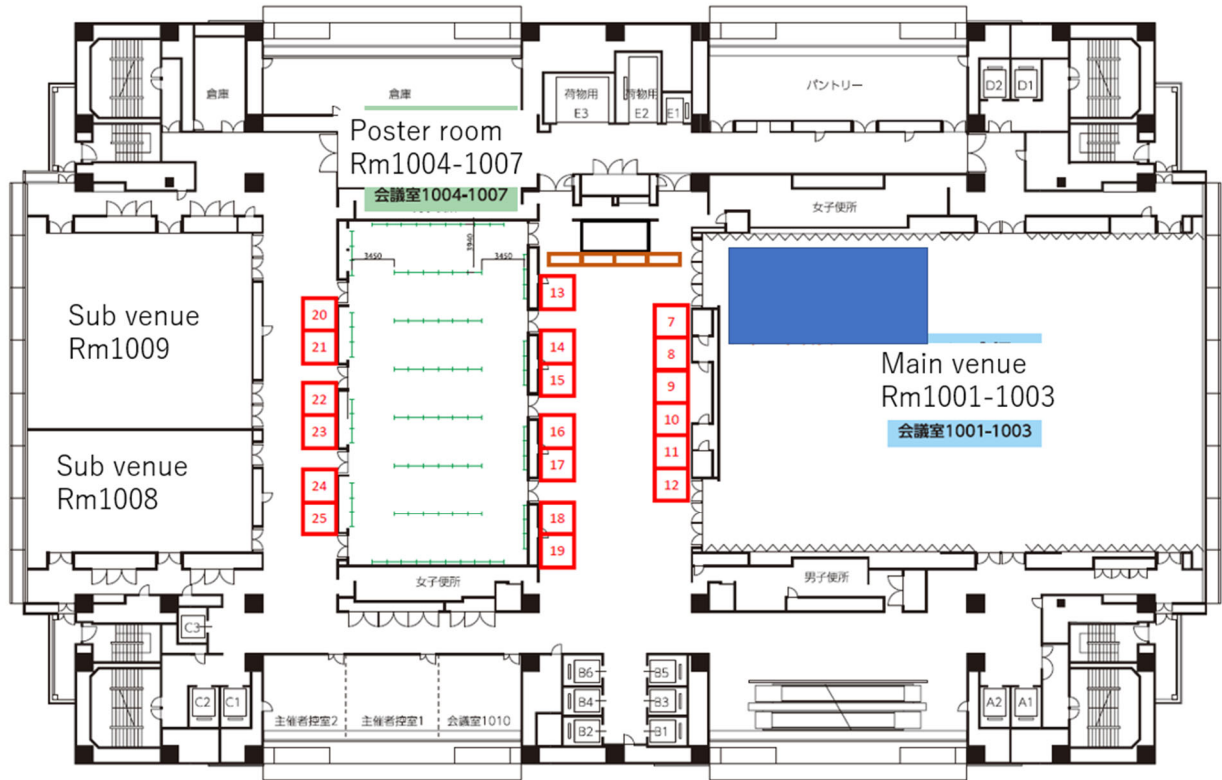 倉庫
倉庫
荷物用
E3
荷物用
E2
E1
パントリー
D2
D1
Poster room
Rm1004-1007
会議室1004-1007
女子便所
3450
3940
3450
13
20
21
14
15
7
8
9
10
11
12
Sub venue
Rm1009
Main venue
Rm1001-1003
会議室1001-1003
22
23
16
17
Sub venue
Rm1008
24
25
18
19
女子便所
男子便所
C3
C2
C1
主催者控室2
主催者控室1
会議室1010
B6
B4
B2
B5
B3
B1
A2
A1